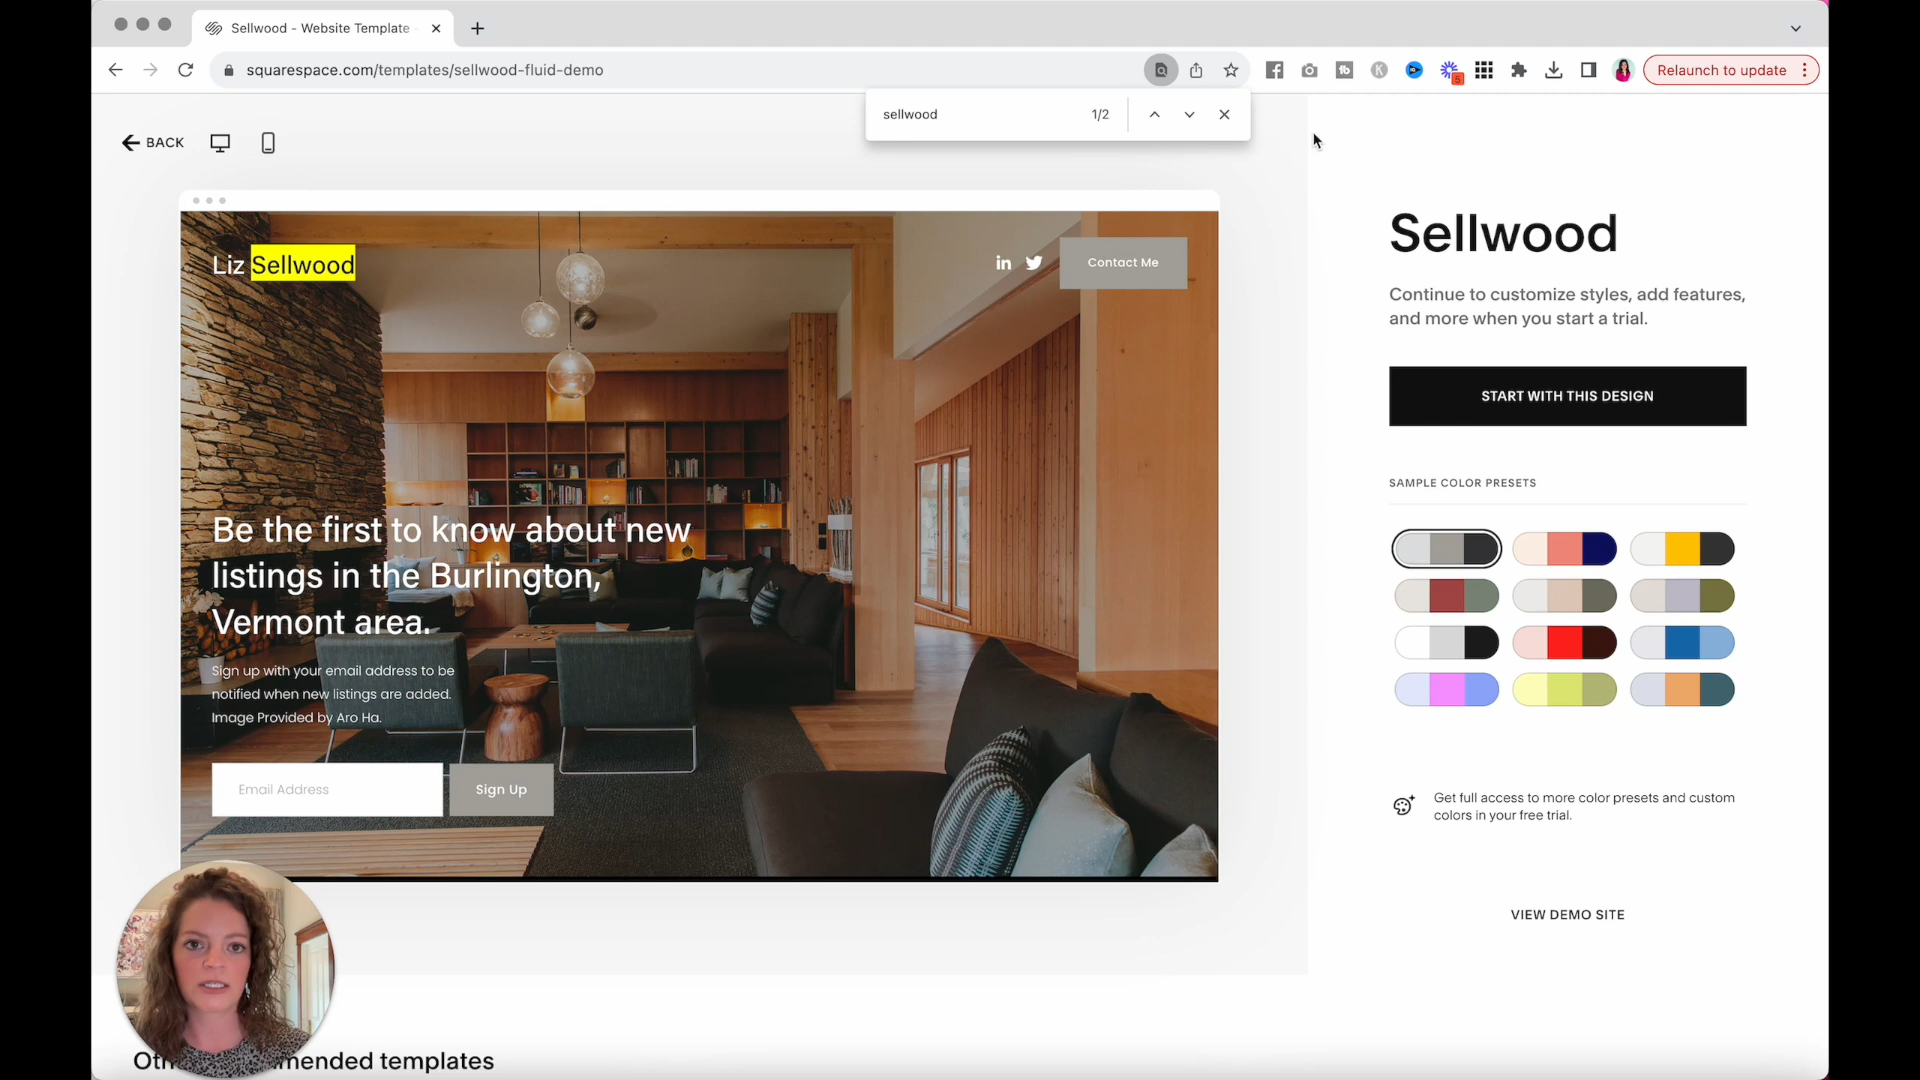 Sellwood - Website Template
squarespace.com/templates/sellwood-fluid-demo
5
Relaunch to update
sellwood
1/2
BACK
Liz Sellwood
in
Contact Me
Be the first to know about new
listings in the Burlington,
Vermont area.
Sign up with your email address to be
notified when new listings are added.
Image Provided by Aro Ha.
Email Address
Sign Up
Sellwood
Continue to customize styles, add features,
and more when you start a trial.
START WITH THIS DESIGN
SAMPLE COLOR PRESETS
Get full access to more color presets and custom
colors in your free trial.
VIEW DEMO SITE
templates